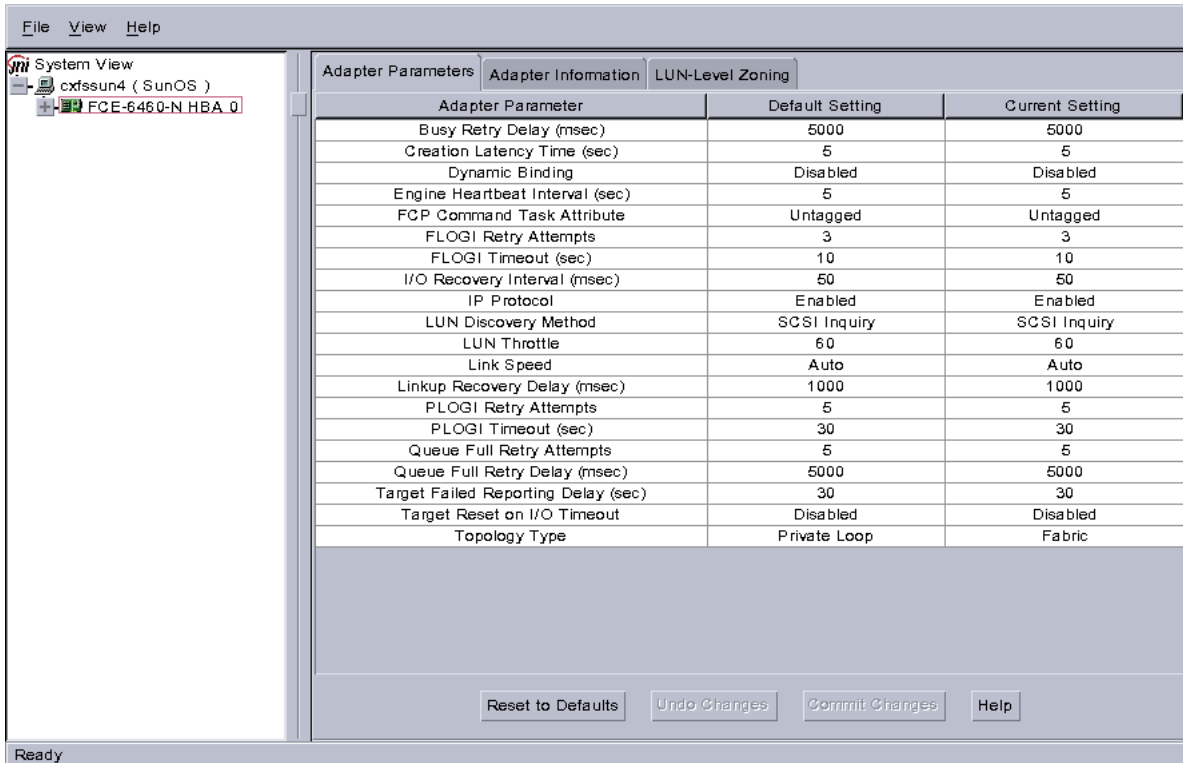 File View Help
jni System View
cxfssun4 ( SunOS )
FCE-6460-N HBA 0
Adapter Parameters Adapter Information LUN-Level Zoning
Adapter Parameter Default Setting Current Setting
Busy Retry Delay (msec) 5000 5000
Creation Latency Time (sec) 5 5
Dynamic Binding Disabled Disabled
Engine Heartbeat Interval (sec) 5 5
FCP Command Task Attribute Untagged Untagged
FLOGI Retry Attempts 3 3
FLOGI Timeout (sec) 10 10
I/O Recovery Interval (msec) 50 50
IP Protocol Enabled Enabled
LUN Discovery Method SCSI Inquiry SCSI Inquiry
LUN Throttle 60 60
Link Speed Auto Auto
Linkup Recovery Delay (msec) 1000 1000
PLOGI Retry Attempts 5 5
PLOGI Timeout (sec) 30 30
Queue Full Retry Attempts 5 5
Queue Full Retry Delay (msec) 5000 5000
Target Failed Reporting Delay (sec) 30 30
Target Reset on I/O Timeout Disabled Disabled
Topology Type Private Loop Fabric
Reset to Defaults Undo Changes Commit Changes Help
Ready